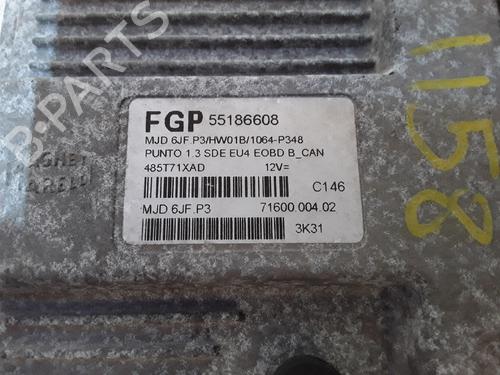 B-PARTS
1158
FGP 55186608
MJD 6JF.P3/HW01B/1064-P348
PUNTO 1.3 SDE EU4 EOBD B_CAN
485T71XAD 12V=
C146
MJD 6JF.P3 71600.004.02
3K31